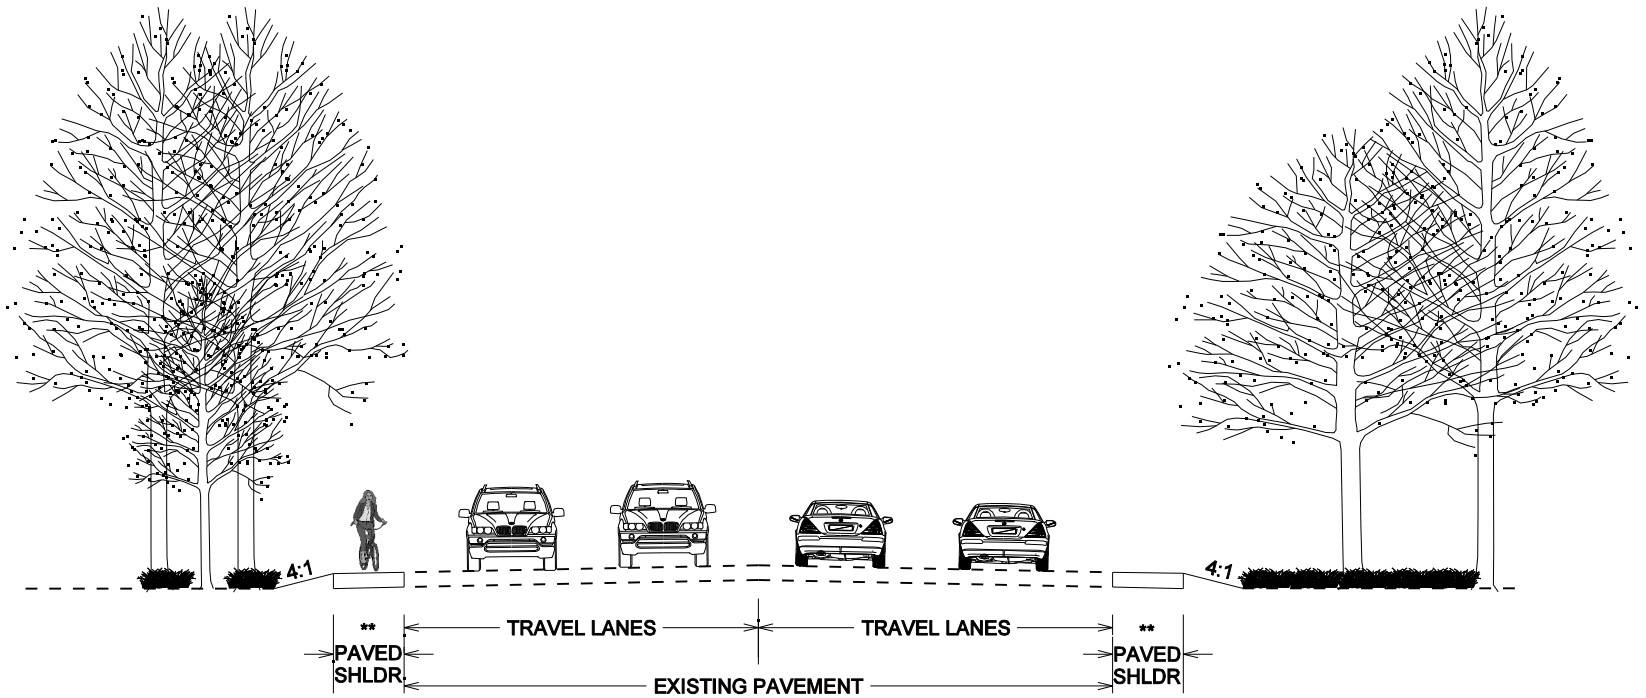 4:1
4:1
**
TRAVEL LANES
TRAVEL LANES
**
PAVED
SHLDR.
PAVED
SHLDR
EXISTING PAVEMENT